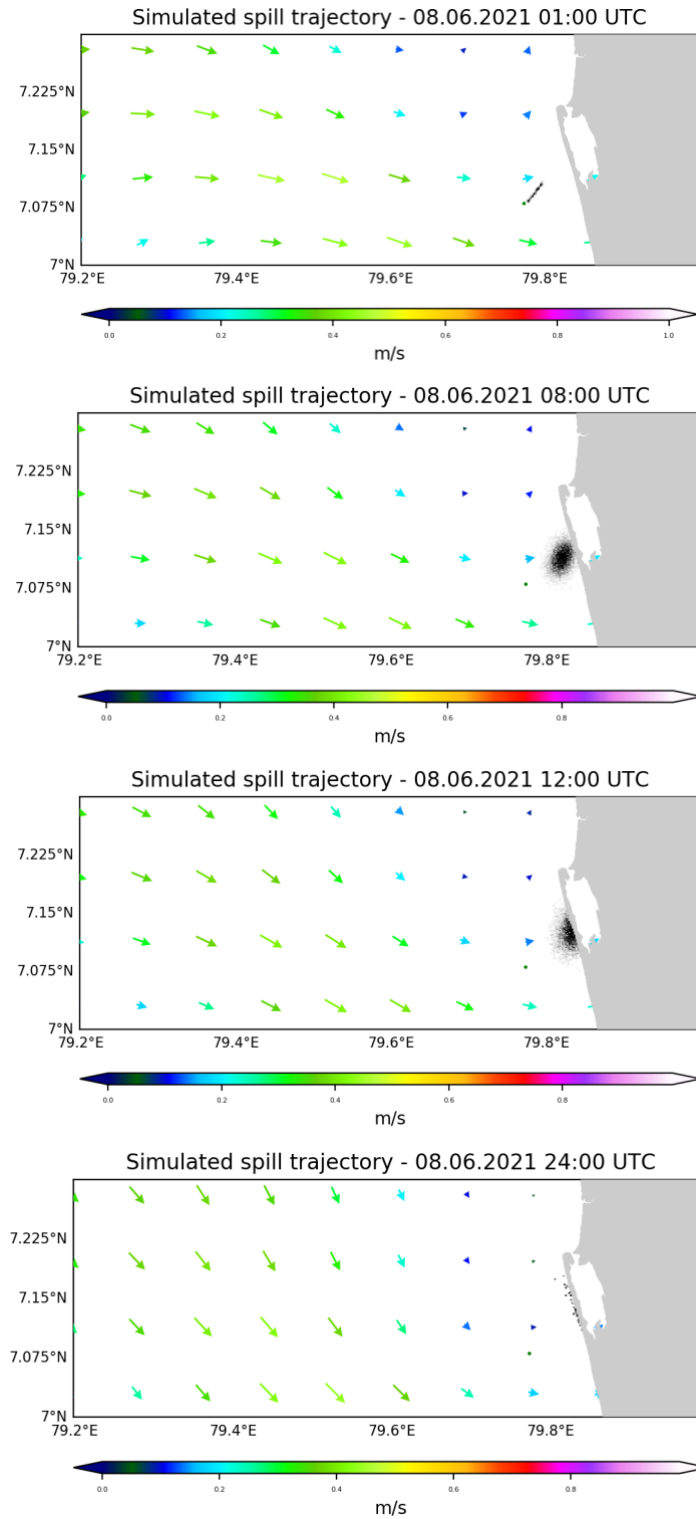 Simulated spill trajectory - 08.06.2021 01:00 UTC
7.225°N
7.15°N
7.075°N
7°N
79.2°E 79.4°E 79.6°E 79.8°E
0.0 0.2 0.4 0.6 0.8 1.0
m/s
Simulated spill trajectory - 08.06.2021 08:00 UTC
7.225°N
7.15°N
7.075°N
7°N
79.2°E 79.4°E 79.6°E 79.8°E
0.0 0.2 0.4 0.6 0.8
m/s
Simulated spill trajectory - 08.06.2021 12:00 UTC
7.225°N
7.15°N
7.075°N
7°N
79.2°E 79.4°E 79.6°E 79.8°E
0.0 0.2 0.4 0.6 0.8
m/s
Simulated spill trajectory - 08.06.2021 24:00 UTC
7.225°N
7.15°N
7.075°N
7°N
79.2°E 79.4°E 79.6°E 79.8°E
0.0 0.2 0.4 0.6 0.8
m/s